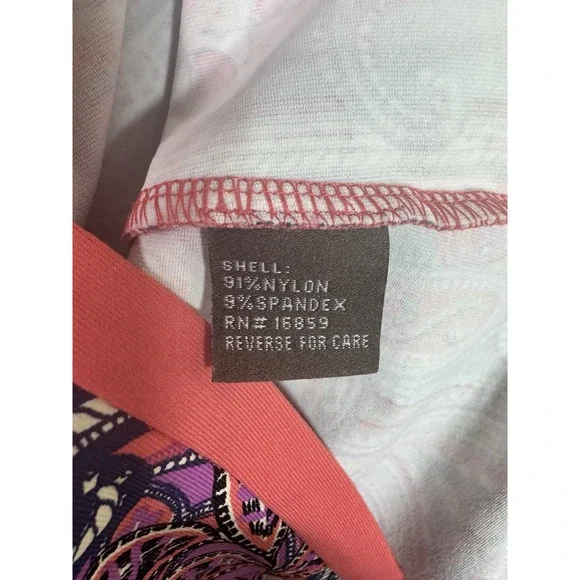 SHELL:
91%NYLON
9%SPANDEX
RN# 16859
REVERSE FOR CARE